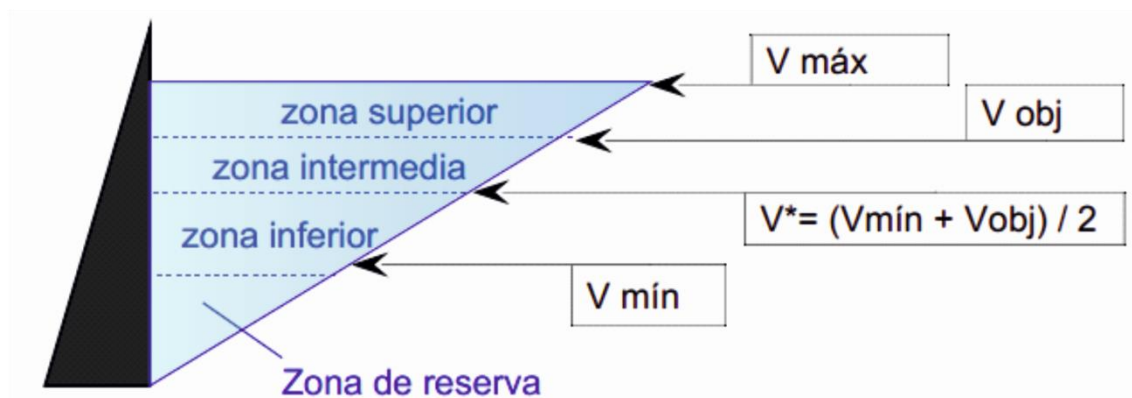 V máx
zona superior
V obj
zona intermedia
V*= (Vmín + Vobj) / 2
zona inferior
V mín
Zona de reserva